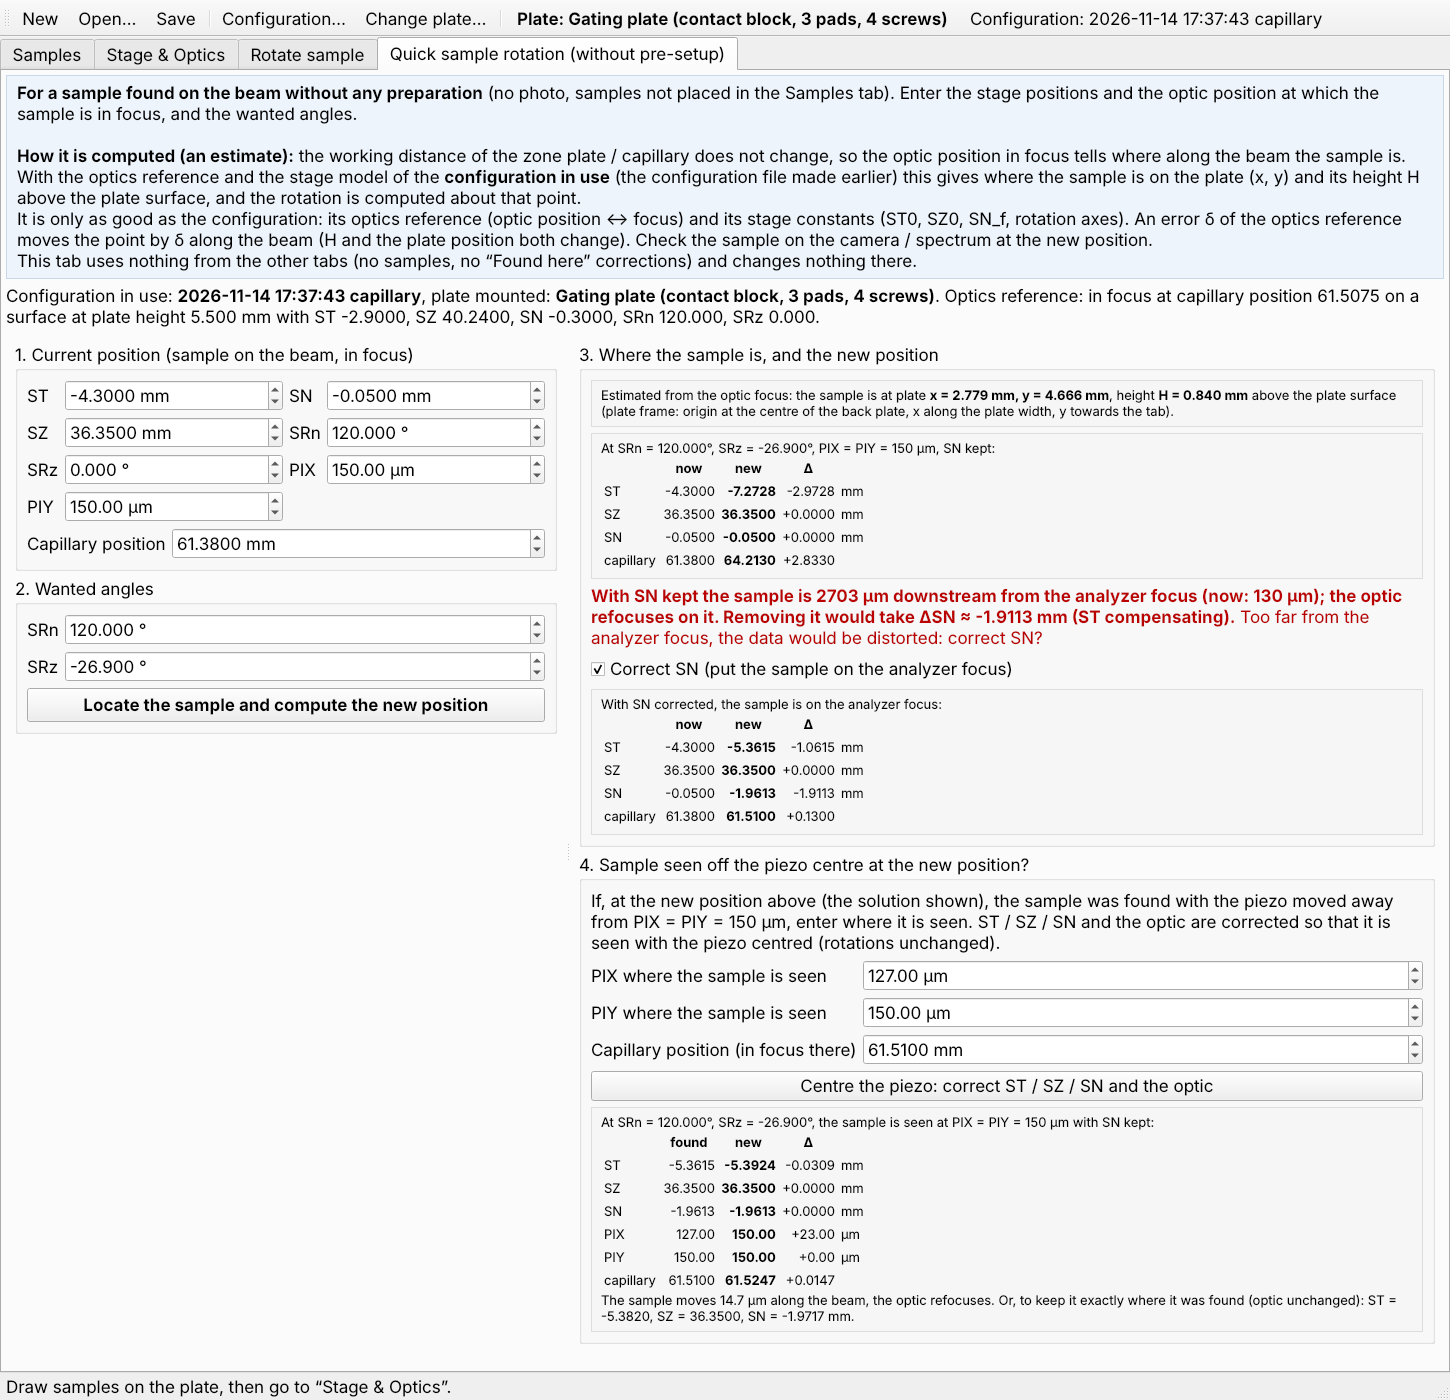 New Open... Save Configuration... Change plate... Plate: Gating plate (contact block, 3 pads, 4 screws) Configuration: 2026-11-14 17:37:43 capillary
Samples Stage & Optics Rotate sample Quick sample rotation (without pre-setup)
For a sample found on the beam without any preparation (no photo, samples not placed in the Samples tab). Enter the stage positions and the optic position at which the
sample is in focus, and the wanted angles.
How it is computed (an estimate): the working distance of the zone plate / capillary does not change, so the optic position in focus tells where along the beam the sample is.
With the optics reference and the stage model of the configuration in use (the configuration file made earlier) this gives where the sample is on the plate (x, y) and its height H
above the plate surface, and the rotation is computed about that point.
It is only as good as the configuration: its optics reference (optic position ↔ focus) and its stage constants (ST0, SZ0, SN_f, rotation axes). An error δ of the optics reference
moves the point by δ along the beam (H and the plate position both change). Check the sample on the camera / spectrum at the new position.
This tab uses nothing from the other tabs (no samples, no “Found here” corrections) and changes nothing there.
Configuration in use: 2026-11-14 17:37:43 capillary, plate mounted: Gating plate (contact block, 3 pads, 4 screws). Optics reference: in focus at capillary position 61.5075 on a
surface at plate height 5.500 mm with ST -2.9000, SZ 40.2400, SN -0.3000, SRn 120.000, SRz 0.000.
1. Current position (sample on the beam, in focus)
ST -4.3000 mm SN -0.0500 mm
SZ 36.3500 mm SRn 120.000 °
SRz 0.000 ° PIX 150.00 µm
PIY 150.00 µm
Capillary position 61.3800 mm
2. Wanted angles
SRn 120.000 °
SRz -26.900 °
Locate the sample and compute the new position
3. Where the sample is, and the new position
Estimated from the optic focus: the sample is at plate x = 2.779 mm, y = 4.666 mm, height H = 0.840 mm above the plate surface
(plate frame: origin at the centre of the back plate, x along the plate width, y towards the tab).
At SRn = 120.000°, SRz = -26.900°, PIX = PIY = 150 µm, SN kept:
now new Δ
ST -4.3000 -7.2728 -2.9728 mm
SZ 36.3500 36.3500 +0.0000 mm
SN -0.0500 -0.0500 +0.0000 mm
capillary 61.3800 64.2130 +2.8330
With SN kept the sample is 2703 µm downstream from the analyzer focus (now: 130 µm); the optic
refocuses on it. Removing it would take ΔSN ≈ -1.9113 mm (ST compensating). Too far from the
analyzer focus, the data would be distorted: correct SN?
Correct SN (put the sample on the analyzer focus)
With SN corrected, the sample is on the analyzer focus:
now new Δ
ST -4.3000 -5.3615 -1.0615 mm
SZ 36.3500 36.3500 +0.0000 mm
SN -0.0500 -1.9613 -1.9113 mm
capillary 61.3800 61.5100 +0.1300
4. Sample seen off the piezo centre at the new position?
If, at the new position above (the solution shown), the sample was found with the piezo moved away
from PIX = PIY = 150 µm, enter where it is seen. ST / SZ / SN and the optic are corrected so that it is
seen with the piezo centred (rotations unchanged).
PIX where the sample is seen 127.00 µm
PIY where the sample is seen 150.00 µm
Capillary position (in focus there) 61.5100 mm
Centre the piezo: correct ST / SZ / SN and the optic
At SRn = 120.000°, SRz = -26.900°, the sample is seen at PIX = PIY = 150 µm with SN kept:
found new Δ
ST -5.3615 -5.3924 -0.0309 mm
SZ 36.3500 36.3500 +0.0000 mm
SN -1.9613 -1.9613 +0.0000 mm
PIX 127.00 150.00 +23.00 µm
PIY 150.00 150.00 +0.00 µm
capillary 61.5100 61.5247 +0.0147
The sample moves 14.7 µm along the beam, the optic refocuses. Or, to keep it exactly where it was found (optic unchanged): ST =
-5.3820, SZ = 36.3500, SN = -1.9717 mm.
Draw samples on the plate, then go to “Stage & Optics”.